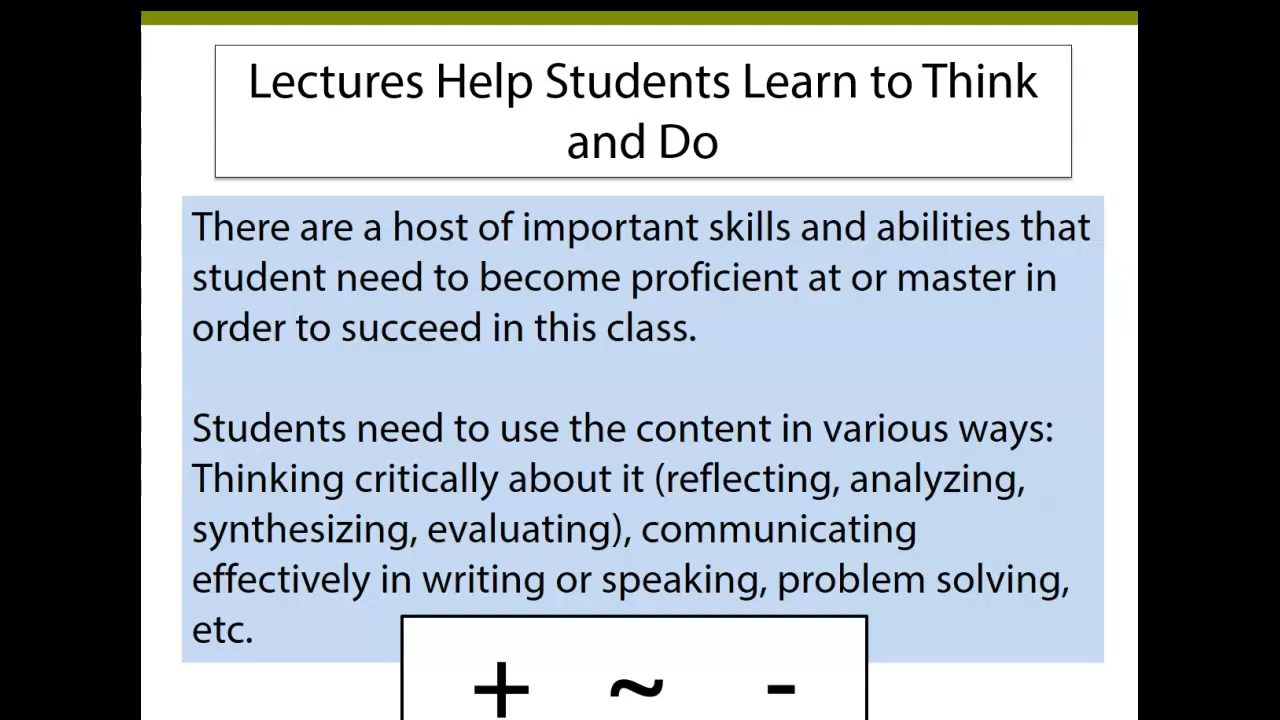 Lectures Help Students Learn to Think
and Do
There are a host of important skills and abilities that
student need to become proficient at or master in
order to succeed in this class.
Students need to use the content in various ways:
Thinking critically about it (reflecting, analyzing,
synthesizing, evaluating), communicating
effectively in writing or speaking, problem solving,
etc.
+ ~ -